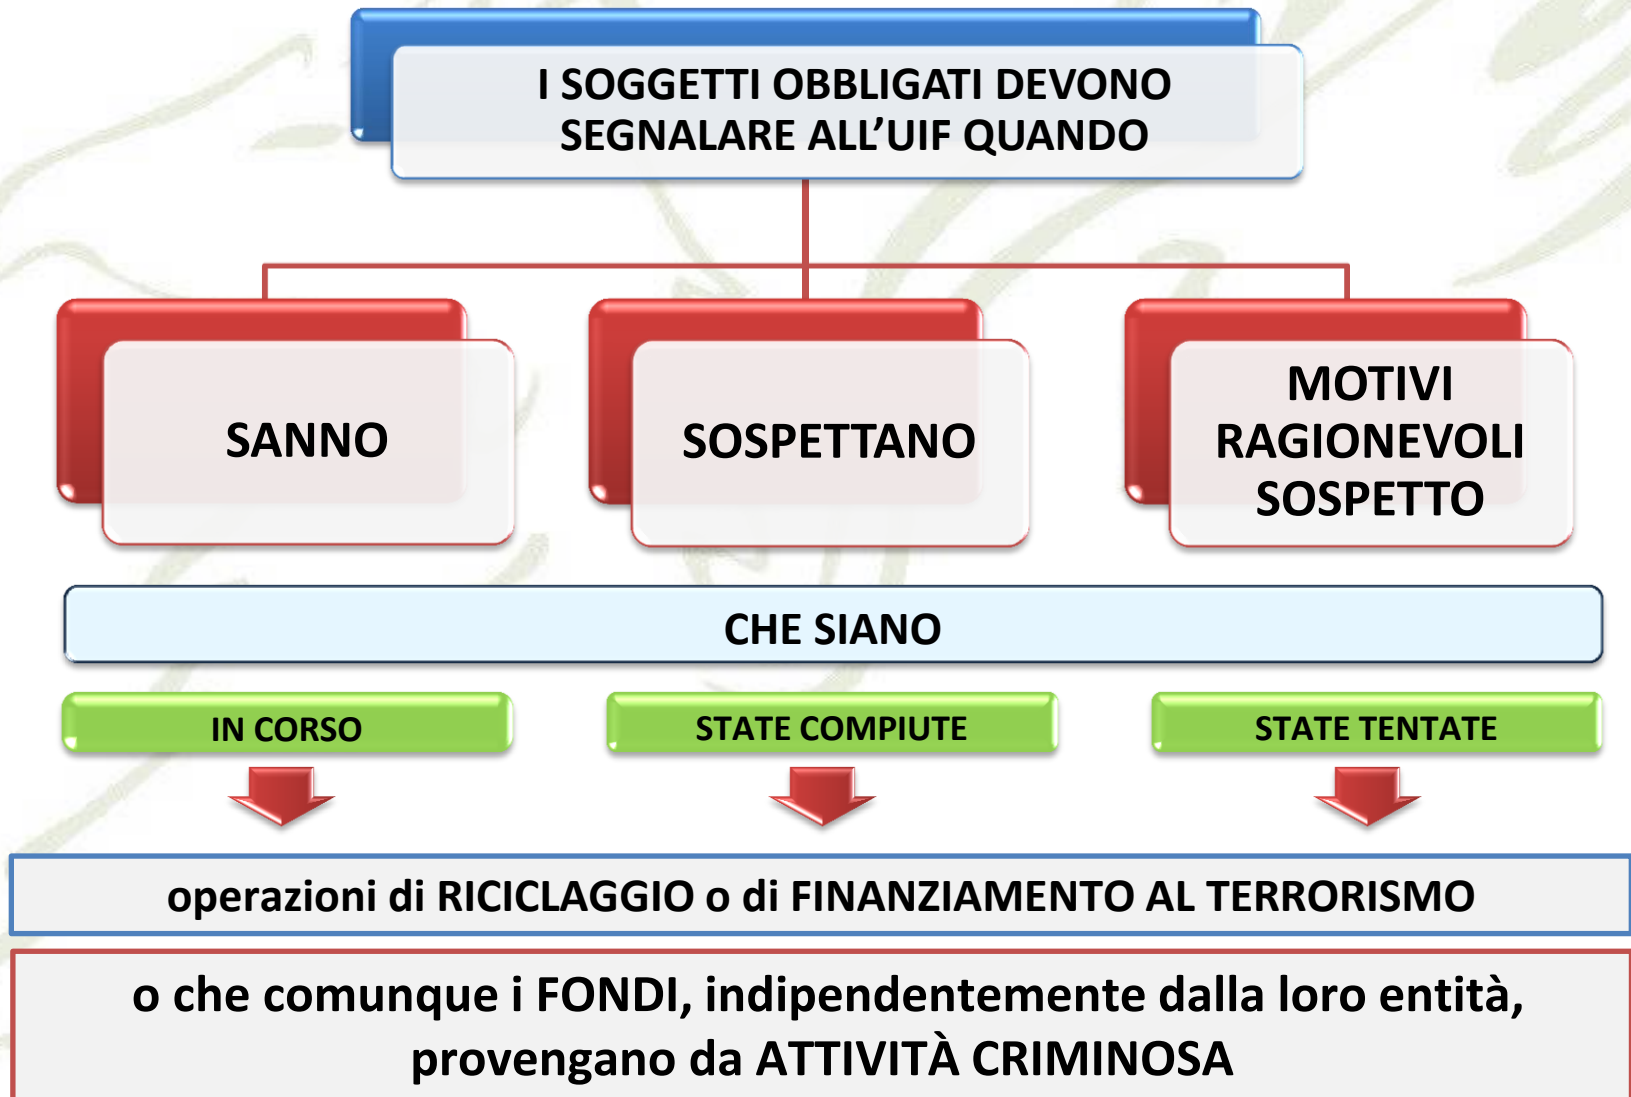 I SOGGETTI OBBLIGATI DEVONO
SEGNALARE ALL’UIF QUANDO
SANNO
SOSPETTANO
MOTIVI
RAGIONEVOLI
SOSPETTO
CHE SIANO
IN CORSO
STATE COMPIUTE
STATE TENTATE
operazioni di RICICLAGGIO o di FINANZIAMENTO AL TERRORISMO
o che comunque i FONDI, indipendentemente dalla loro entità,
provengano da ATTIVITÀ CRIMINOSA